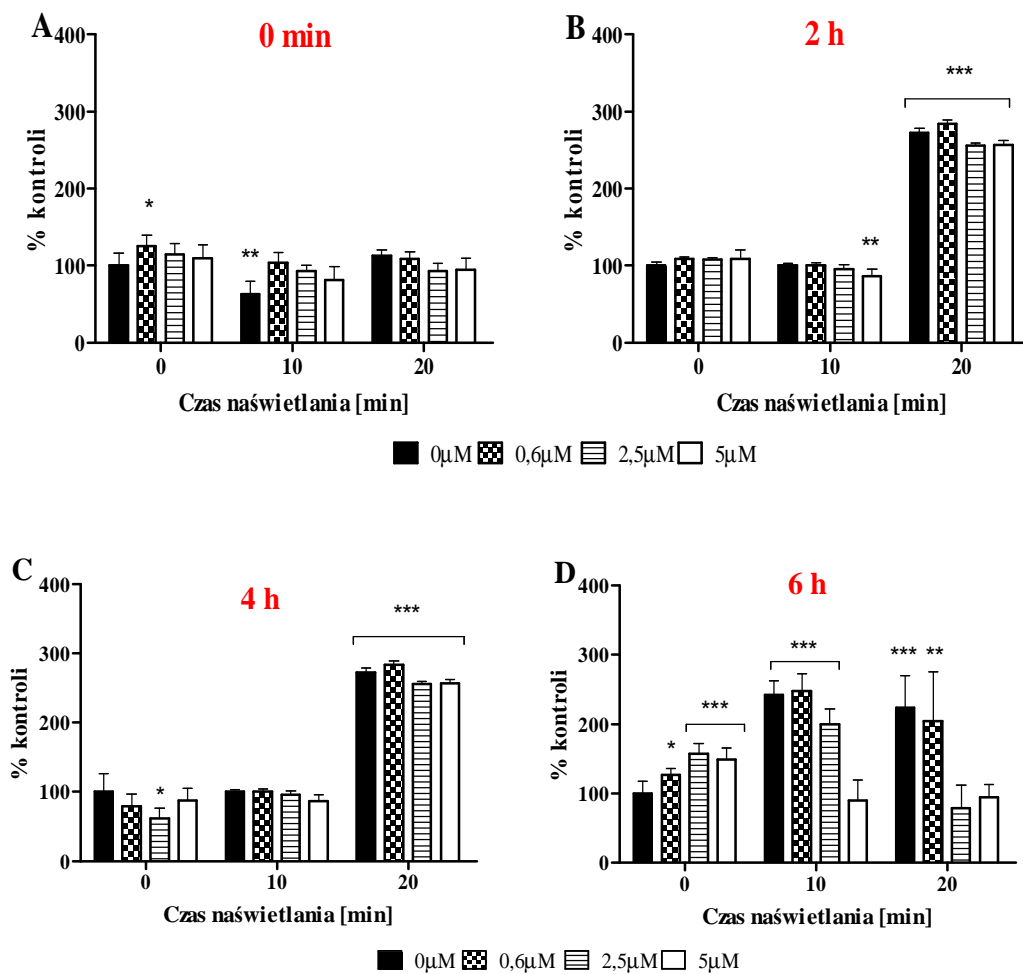 A
0 min
400
300
200
100
0
% kontroli
*
**
0
10
20
Czas naświetlania [min]
B
2 h
400
300
200
100
0
% kontroli
**
***
0
10
20
Czas naświetlania [min]
0µM 0,6µM 2,5µM 5µM
C
4 h
400
300
200
100
0
% kontroli
*
***
0
10
20
Czas naświetlania [min]
D
6 h
400
300
200
100
0
% kontroli
*
***
***
*** **
0
10
20
Czas naświetlania [min]
0µM 0,6µM 2,5µM 5µM